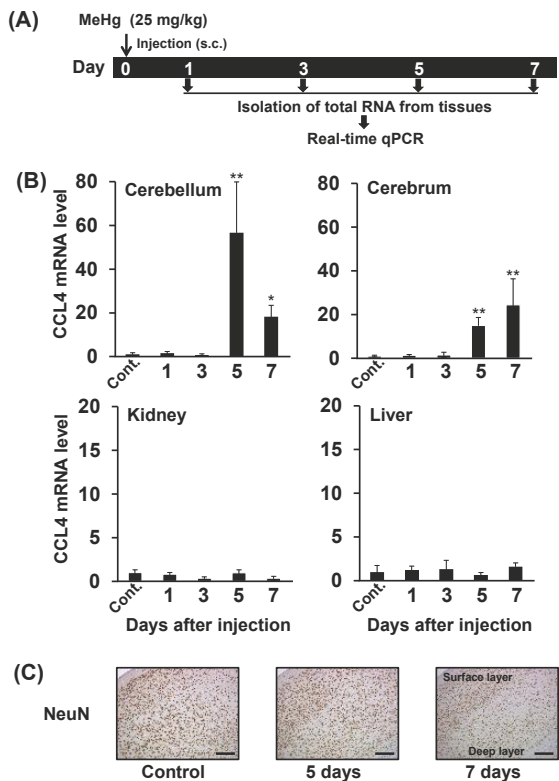 (A)
MeHg (25 mg/kg)
Injection (s.c.)
Day 0 1 3 5 7
Isolation of total RNA from tissues
Real-time qPCR
(B)
CCL4 mRNA level
Cerebellum
80
60
40
20
0
**
*
Cont. 1 3 5 7
Cerebrum
80
60
40
20
0
**
**
Cont. 1 3 5 7
CCL4 mRNA level
Kidney
20
15
10
5
0
Cont. 1 3 5 7
Days after injection
Liver
20
15
10
5
0
Cont. 1 3 5 7
Days after injection
(C)
NeuN
Surface layer
Deep layer
Control 5 days 7 days